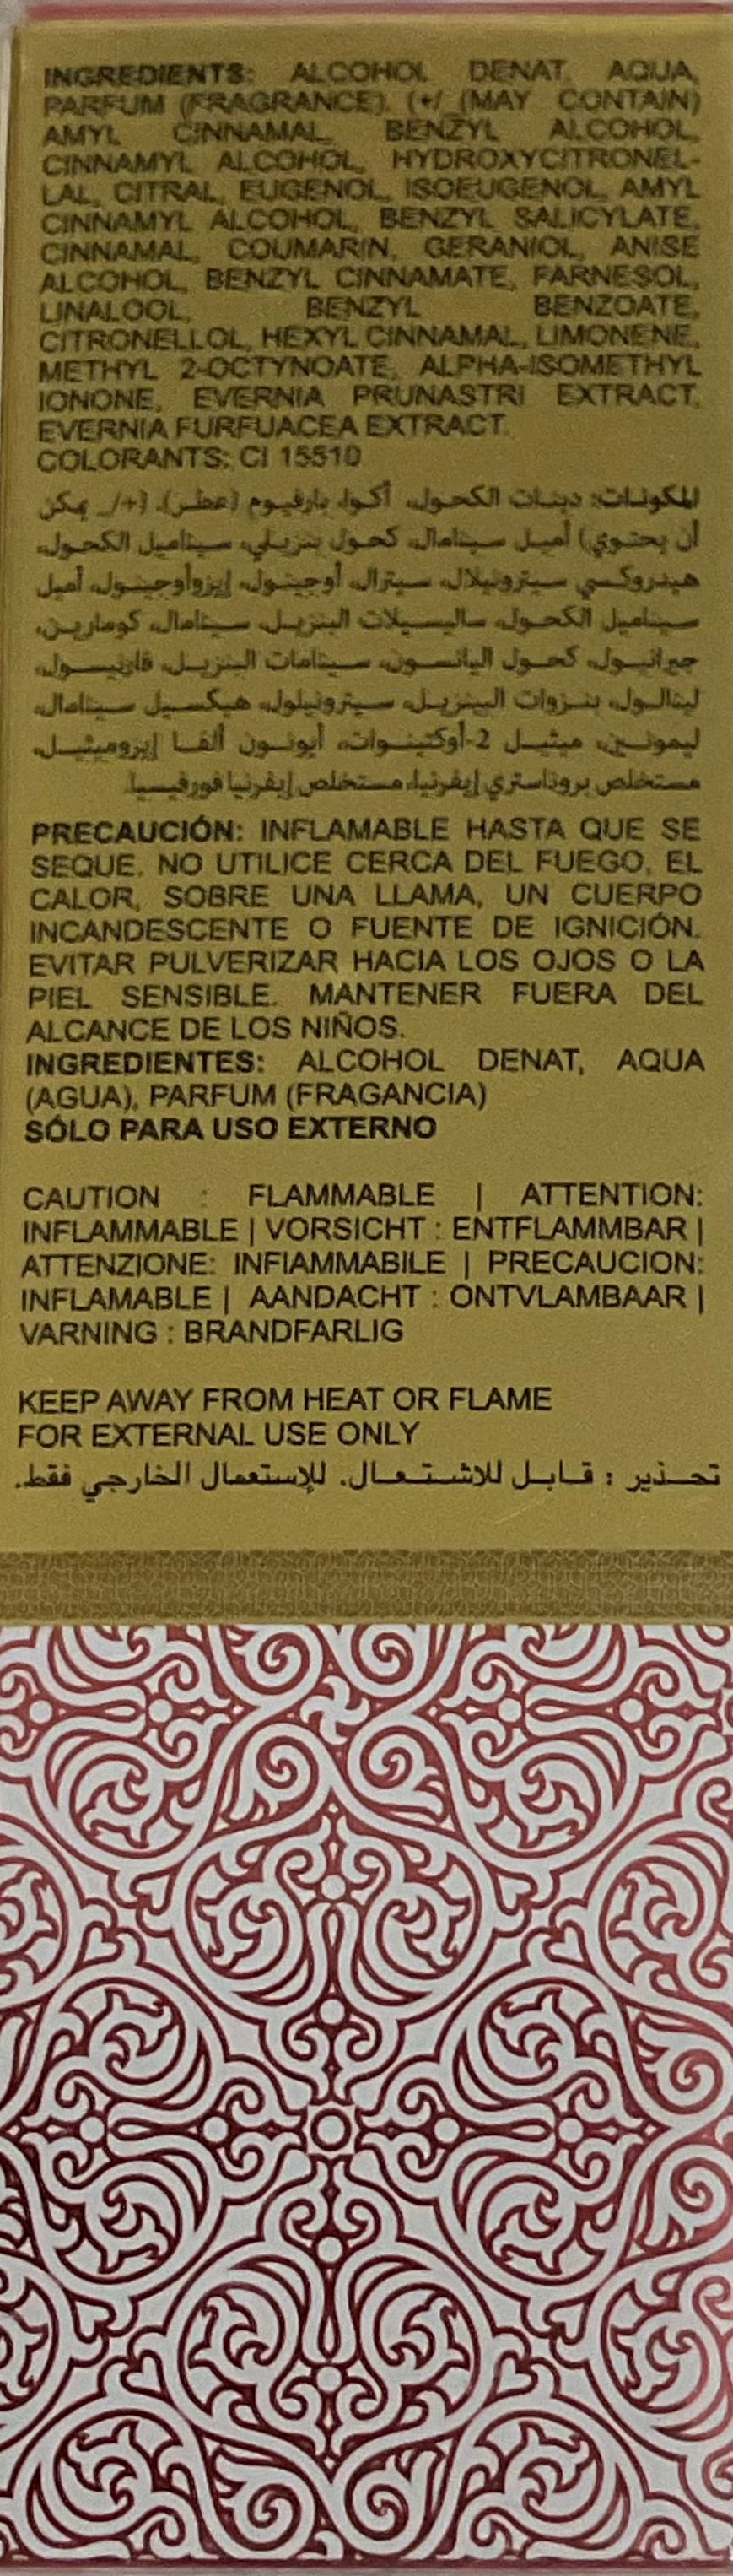 INGREDIENTS: ALCOHOL DENAT, AQUA,
PARFUM (FRAGRANCE). (+/_(MAY CONTAIN)
AMYL CINNAMAL, BENZYL ALCOHOL,
CINNAMYL ALCOHOL, HYDROXYCITRONEL-
LAL, CITRAL, EUGENOL, ISOEUGENOL, AMYL
CINNAMYL ALCOHOL, BENZYL SALICYLATE,
CINNAMAL, COUMARIN, GERANIOL, ANISE
ALCOHOL, BENZYL CINNAMATE, FARNESOL,
LINALOOL, BENZYL BENZOATE,
CITRONELLOL, HEXYL CINNAMAL, LIMONENE,
METHYL 2-OCTYNOATE, ALPHA-ISOMETHYL
IONONE, EVERNIA PRUNASTRI EXTRACT,
EVERNIA FURFUACEA EXTRACT.
COLORANTS: CI 15510
المكونات: دينات الكحول، أكوا، بارفيوم (عطر). (+/_ يمكن
أن يحتوي) أميل سينامال، كحول بنزيلي، سيناميل الكحول،
هيدروكسي سيترونيلال، سيترال، أوجينول، إيزوأوجينول، أميل
سيناميل الكحول، ساليسيلات البنزيل، سينامال، كومارين،
جيرانيول، كحول اليانسون، سينامات البنزيل، فارنيسول،
لينالول، بنزوات البينزيل، سيترونيلول، هيكسيل سينامال،
ليمونين، ميثيل 2-أوكتينوات، أيونون ألفا إيزوميثيل،
مستخلص بروناستري إيفرنيا، مستخلص إيفرنيا فورفيسيا.
PRECAUCIÓN: INFLAMABLE HASTA QUE SE
SEQUE. NO UTILICE CERCA DEL FUEGO, EL
CALOR, SOBRE UNA LLAMA, UN CUERPO
INCANDESCENTE O FUENTE DE IGNICIÓN.
EVITAR PULVERIZAR HACIA LOS OJOS O LA
PIEL SENSIBLE. MANTENER FUERA DEL
ALCANCE DE LOS NIÑOS.
INGREDIENTES: ALCOHOL DENAT, AQUA
(AGUA), PARFUM (FRAGANCIA)
SÓLO PARA USO EXTERNO
CAUTION : FLAMMABLE | ATTENTION:
INFLAMMABLE | VORSICHT : ENTFLAMMBAR |
ATTENZIONE: INFIAMMABILE | PRECAUCION:
INFLAMABLE | AANDACHT : ONTVLAMBAAR |
VARNING : BRANDFARLIG
KEEP AWAY FROM HEAT OR FLAME
FOR EXTERNAL USE ONLY
تحذير : قابل للاشتعال. للإستعمال الخارجي فقط.